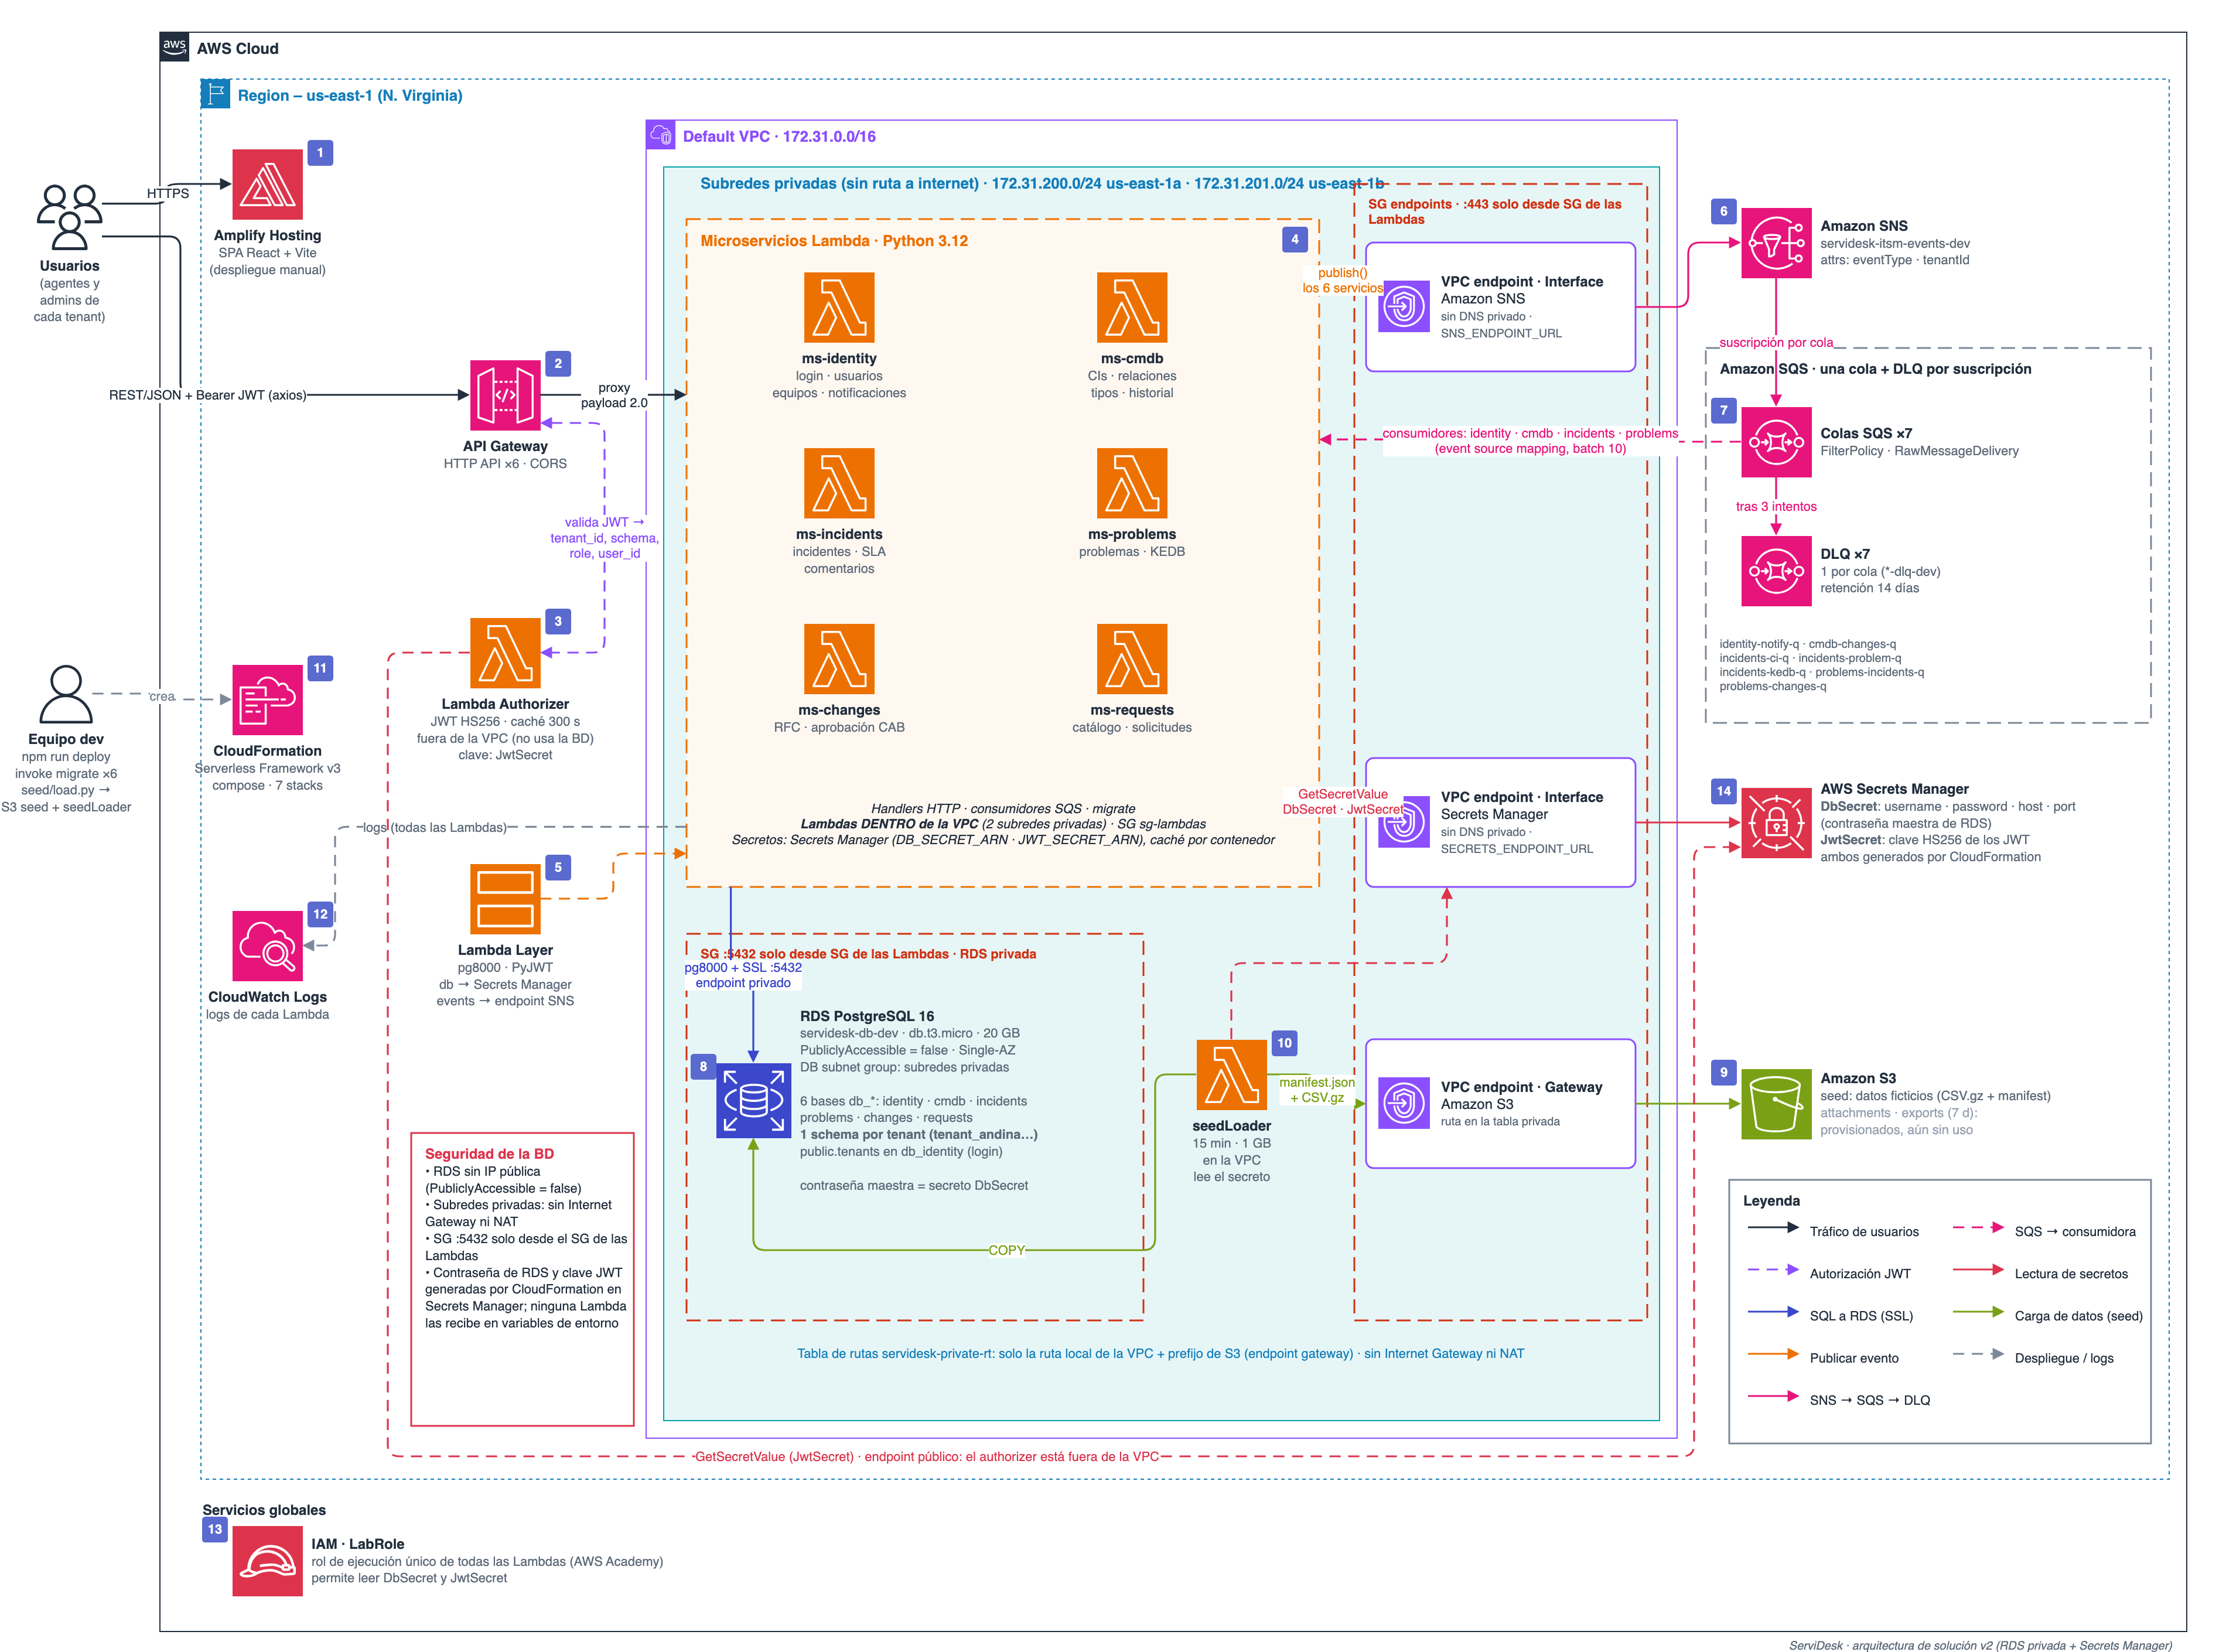 aws
AWS Cloud
Region – us-east-1 (N. Virginia)
Default VPC · 172.31.0.0/16
Subredes privadas (sin ruta a internet) · 172.31.200.0/24 us-east-1a · 172.31.201.0/24 us-east-1b
HTTPS
Usuarios
(agentes y
admins de
cada tenant)
1
Amplify Hosting
SPA React + Vite
(despliegue manual)
REST/JSON + Bearer JWT (axios)
2
API Gateway
HTTP API ×6 · CORS
proxy
payload 2.0
valida JWT →
tenant_id, schema,
role, user_id
3
Lambda Authorizer
JWT HS256 · caché 300 s
fuera de la VPC (no usa la BD)
clave: JwtSecret
Equipo dev
npm run deploy
invoke migrate ×6
seed/load.py →
S3 seed + seedLoader
crea
11
CloudFormation
Serverless Framework v3
compose · 7 stacks
logs (todas las Lambdas)
12
CloudWatch Logs
logs de cada Lambda
5
Lambda Layer
pg8000 · PyJWT
db → Secrets Manager
events → endpoint SNS
Microservicios Lambda · Python 3.12
4
ms-identity
login · usuarios
equipos · notificaciones
ms-cmdb
CIs · relaciones
tipos · historial
ms-incidents
incidentes · SLA
comentarios
ms-problems
problemas · KEDB
ms-changes
RFC · aprobación CAB
ms-requests
catálogo · solicitudes
Handlers HTTP · consumidores SQS · migrate
Lambdas DENTRO de la VPC (2 subredes privadas) · SG sg-lambdas
Secretos: Secrets Manager (DB_SECRET_ARN · JWT_SECRET_ARN), caché por contenedor
SG endpoints · :443 solo desde SG de las
Lambdas
publish()
los 6 servicios
VPC endpoint · Interface
Amazon SNS
sin DNS privado ·
SNS_ENDPOINT_URL
consumidores: identity · cmdb · incidents · problems
(event source mapping, batch 10)
GetSecretValue
DbSecret · JwtSecret
VPC endpoint · Interface
Secrets Manager
sin DNS privado ·
SECRETS_ENDPOINT_URL
VPC endpoint · Gateway
Amazon S3
ruta en la tabla privada
SG :5432 solo desde SG de las Lambdas · RDS privada
pg8000 + SSL :5432
endpoint privado
8
RDS PostgreSQL 16
servidesk-db-dev · db.t3.micro · 20 GB
PubliclyAccessible = false · Single-AZ
DB subnet group: subredes privadas
6 bases db_*: identity · cmdb · incidents
problems · changes · requests
1 schema por tenant (tenant_andina…)
public.tenants en db_identity (login)
contraseña maestra = secreto DbSecret
COPY
10
seedLoader
15 min · 1 GB
en la VPC
lee el secreto
manifest.json
+ CSV.gz
Tabla de rutas servidesk-private-rt: solo la ruta local de la VPC + prefijo de S3 (endpoint gateway) · sin Internet Gateway ni NAT
Seguridad de la BD
• RDS sin IP pública
(PubliclyAccessible = false)
• Subredes privadas: sin Internet
Gateway ni NAT
• SG :5432 solo desde el SG de las
Lambdas
• Contraseña de RDS y clave JWT
generadas por CloudFormation en
Secrets Manager; ninguna Lambda
las recibe en variables de entorno
GetSecretValue (JwtSecret) · endpoint público: el authorizer está fuera de la VPC
6
Amazon SNS
servidesk-itsm-events-dev
attrs: eventType · tenantId
suscripción por cola
Amazon SQS · una cola + DLQ por suscripción
7
Colas SQS ×7
FilterPolicy · RawMessageDelivery
tras 3 intentos
DLQ ×7
1 por cola (*-dlq-dev)
retención 14 días
identity-notify-q · cmdb-changes-q
incidents-ci-q · incidents-problem-q
incidents-kedb-q · problems-incidents-q
problems-changes-q
14
AWS Secrets Manager
DbSecret: username · password · host · port
(contraseña maestra de RDS)
JwtSecret: clave HS256 de los JWT
ambos generados por CloudFormation
9
Amazon S3
seed: datos ficticios (CSV.gz + manifest)
attachments · exports (7 d):
provisionados, aún sin uso
Leyenda
Tráfico de usuarios
SQS → consumidora
Autorización JWT
Lectura de secretos
SQL a RDS (SSL)
Carga de datos (seed)
Publicar evento
Despliegue / logs
SNS → SQS → DLQ
Servicios globales
13
IAM · LabRole
rol de ejecución único de todas las Lambdas (AWS Academy)
permite leer DbSecret y JwtSecret
ServiDesk · arquitectura de solución v2 (RDS privada + Secrets Manager)